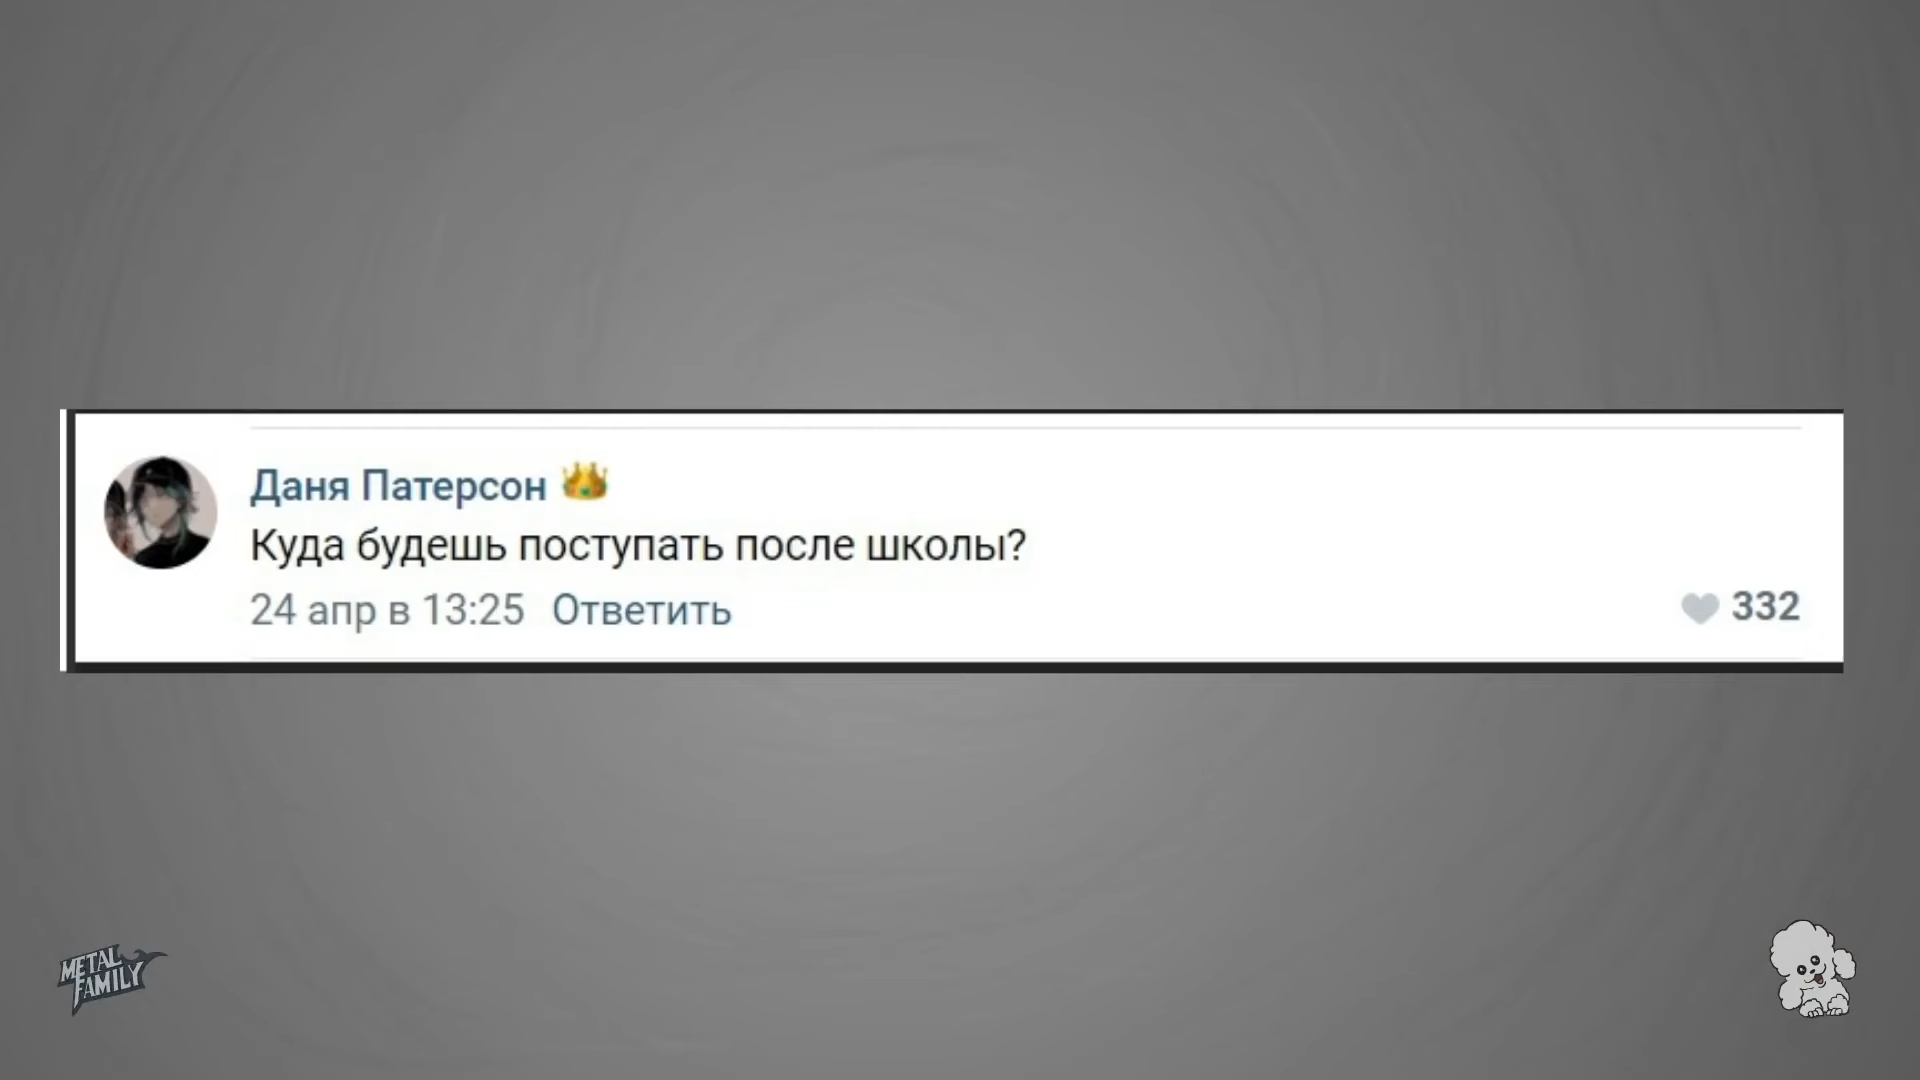 Даня Патерсон 👑
Куда будешь поступать после школы?
24 апр в 13:25 Ответить
332
METAL
FAMILY